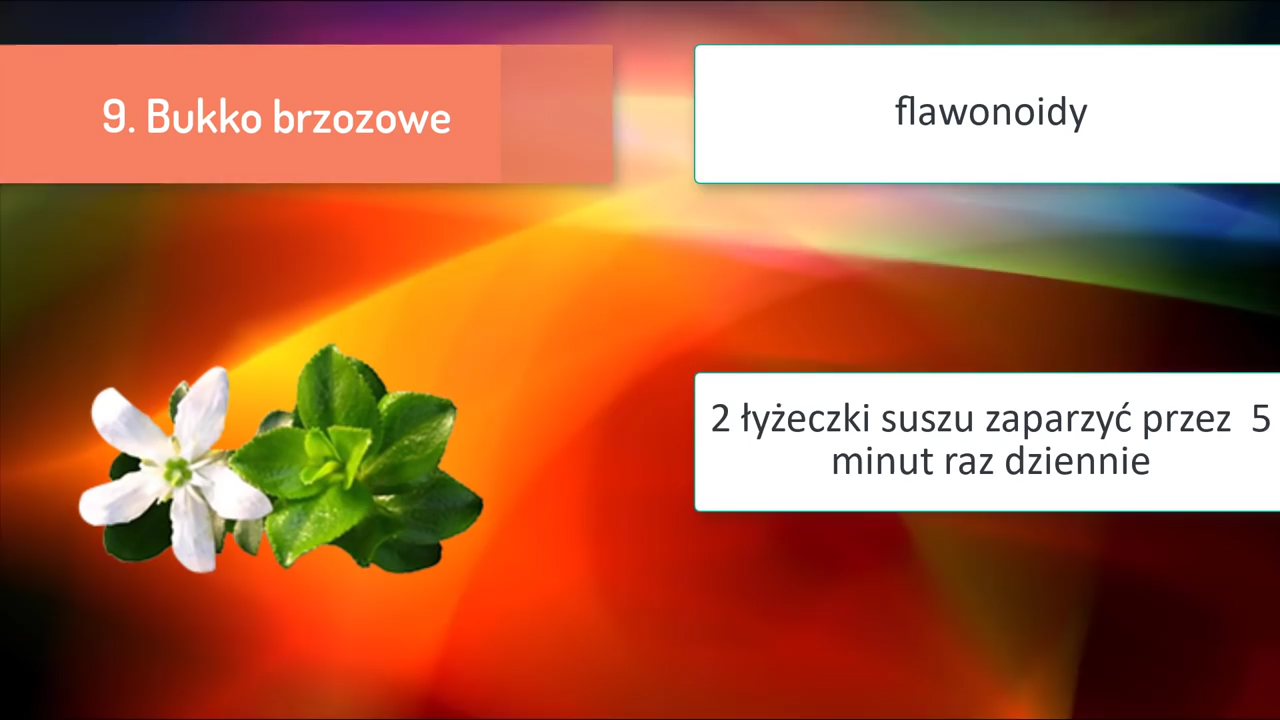 9. Bukko brzozowe
flawonoidy
2 łyżeczki suszu zaparzyć przez  5
minut raz dziennie